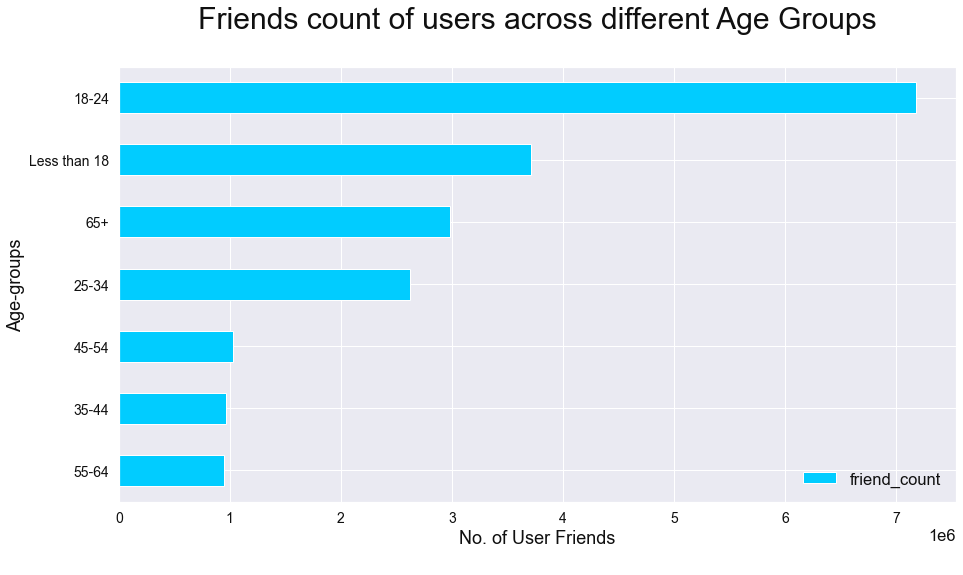 Friends count of users across different Age Groups
Age-groups
18-24
Less than 18
65+
25-34
45-54
35-44
55-64
friend_count
0 1 2 3 4 5 6 7
1e6
No. of User Friends